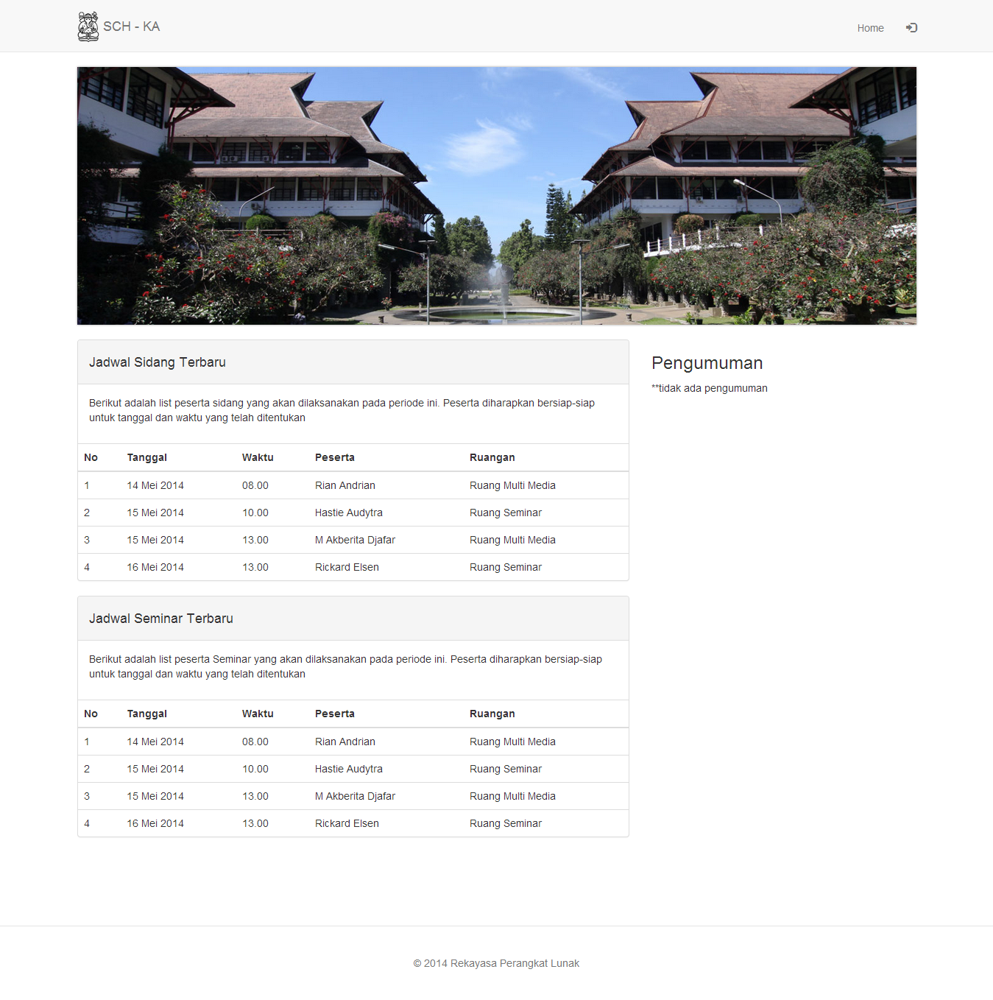 SCH - KA
Home
Jadwal Sidang Terbaru
Berikut adalah list peserta sidang yang akan dilaksanakan pada periode ini. Peserta diharapkan bersiap-siap
untuk tanggal dan waktu yang telah ditentukan
No Tanggal Waktu Peserta Ruangan
1 14 Mei 2014 08.00 Rian Andrian Ruang Multi Media
2 15 Mei 2014 10.00 Hastie Audytra Ruang Seminar
3 15 Mei 2014 13.00 M Akberita Djafar Ruang Multi Media
4 16 Mei 2014 13.00 Rickard Elsen Ruang Seminar
Jadwal Seminar Terbaru
Berikut adalah list peserta Seminar yang akan dilaksanakan pada periode ini. Peserta diharapkan bersiap-siap
untuk tanggal dan waktu yang telah ditentukan
No Tanggal Waktu Peserta Ruangan
1 14 Mei 2014 08.00 Rian Andrian Ruang Multi Media
2 15 Mei 2014 10.00 Hastie Audytra Ruang Seminar
3 15 Mei 2014 13.00 M Akberita Djafar Ruang Multi Media
4 16 Mei 2014 13.00 Rickard Elsen Ruang Seminar
Pengumuman
**tidak ada pengumuman
© 2014 Rekayasa Perangkat Lunak